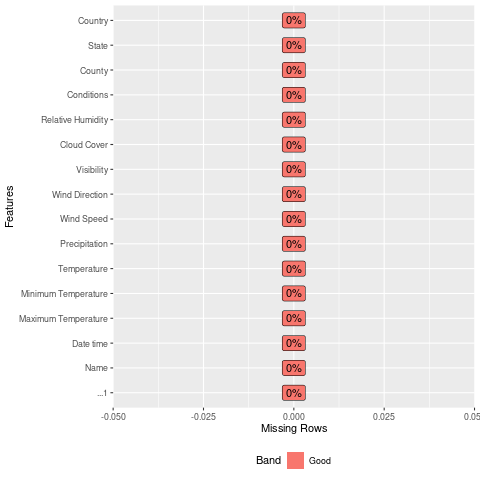 Country 0%
State 0%
County 0%
Conditions 0%
Relative Humidity 0%
Cloud Cover 0%
Visibility 0%
Wind Direction 0%
Wind Speed 0%
Precipitation 0%
Temperature 0%
Minimum Temperature 0%
Maximum Temperature 0%
Date time 0%
Name 0%
...1 0%
Features
-0.050 -0.025 0.000 0.025 0.05
Missing Rows
Band Good